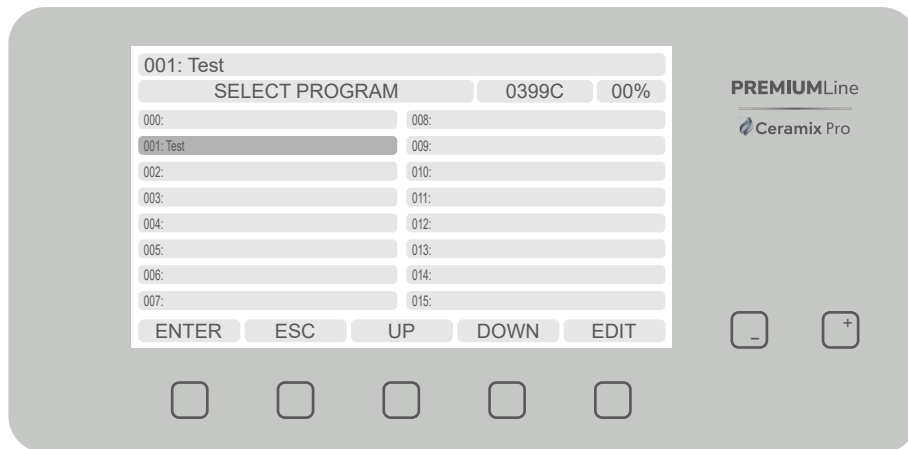 001: Test
SELECT PROGRAM 0399C 00%
PREMIUMLine
Ceramix Pro
000: 008:
001: Test 009:
002: 010:
003: 011:
004: 012:
005: 013:
006: 014:
007: 015:
ENTER ESC UP DOWN EDIT
- +